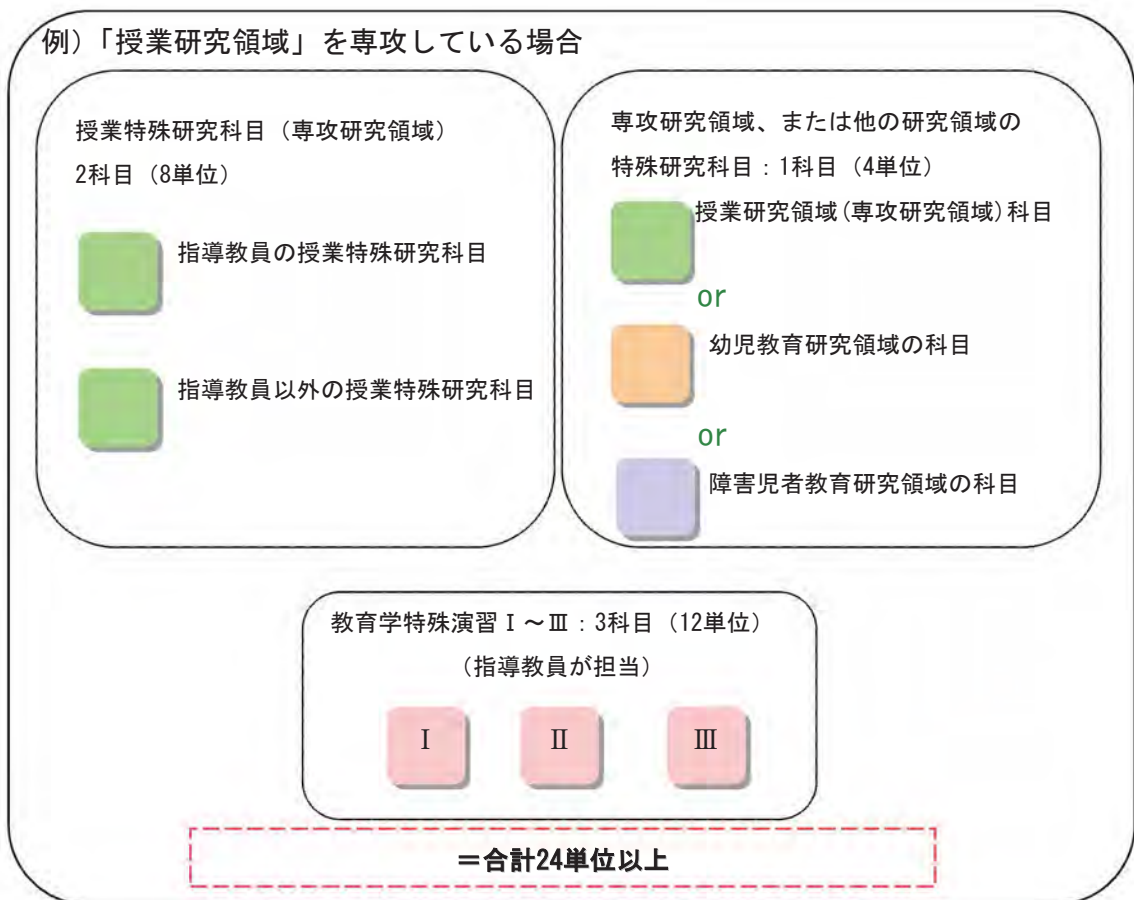 例）「授業研究領域」を専攻している場合
授業特殊研究科目（専攻研究領域）
2科目（8単位）
指導教員の授業特殊研究科目
指導教員以外の授業特殊研究科目
専攻研究領域、または他の研究領域の
特殊研究科目：1科目（4単位）
授業研究領域(専攻研究領域)科目
or
幼児教育研究領域の科目
or
障害児者教育研究領域の科目
教育学特殊演習Ⅰ～Ⅲ：3科目（12単位）
（指導教員が担当）
Ⅰ Ⅱ Ⅲ
＝合計24単位以上